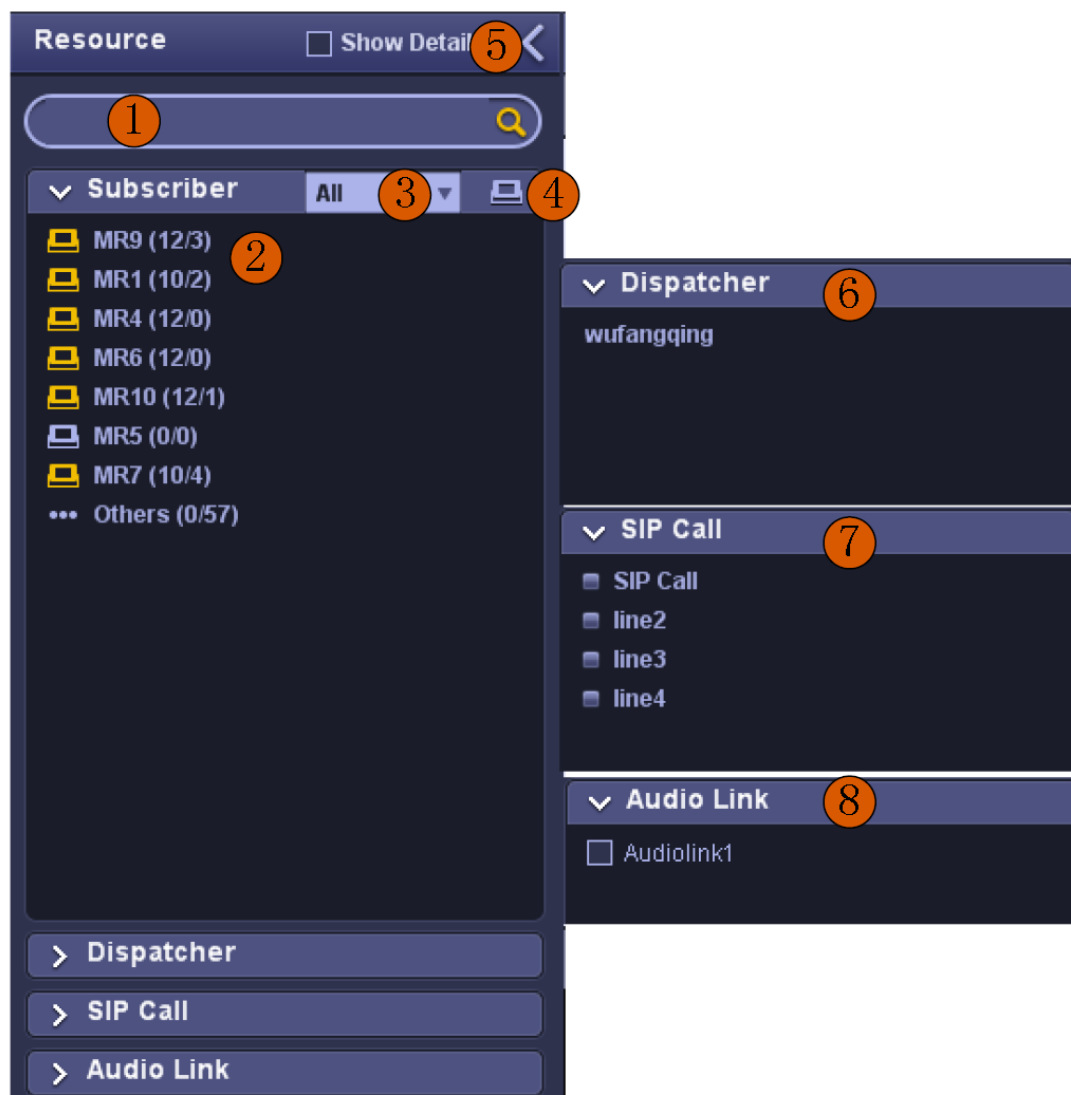 Resource
Show Detail
5
1
Subscriber
All
3
4
MR9 (12/3)
2
MR1 (10/2)
MR4 (12/0)
MR6 (12/0)
MR10 (12/1)
MR5 (0/0)
MR7 (10/4)
Others (0/57)
Dispatcher
SIP Call
Audio Link
Dispatcher
6
wufangqing
SIP Call
7
SIP Call
line2
line3
line4
Audio Link
8
Audiolink1